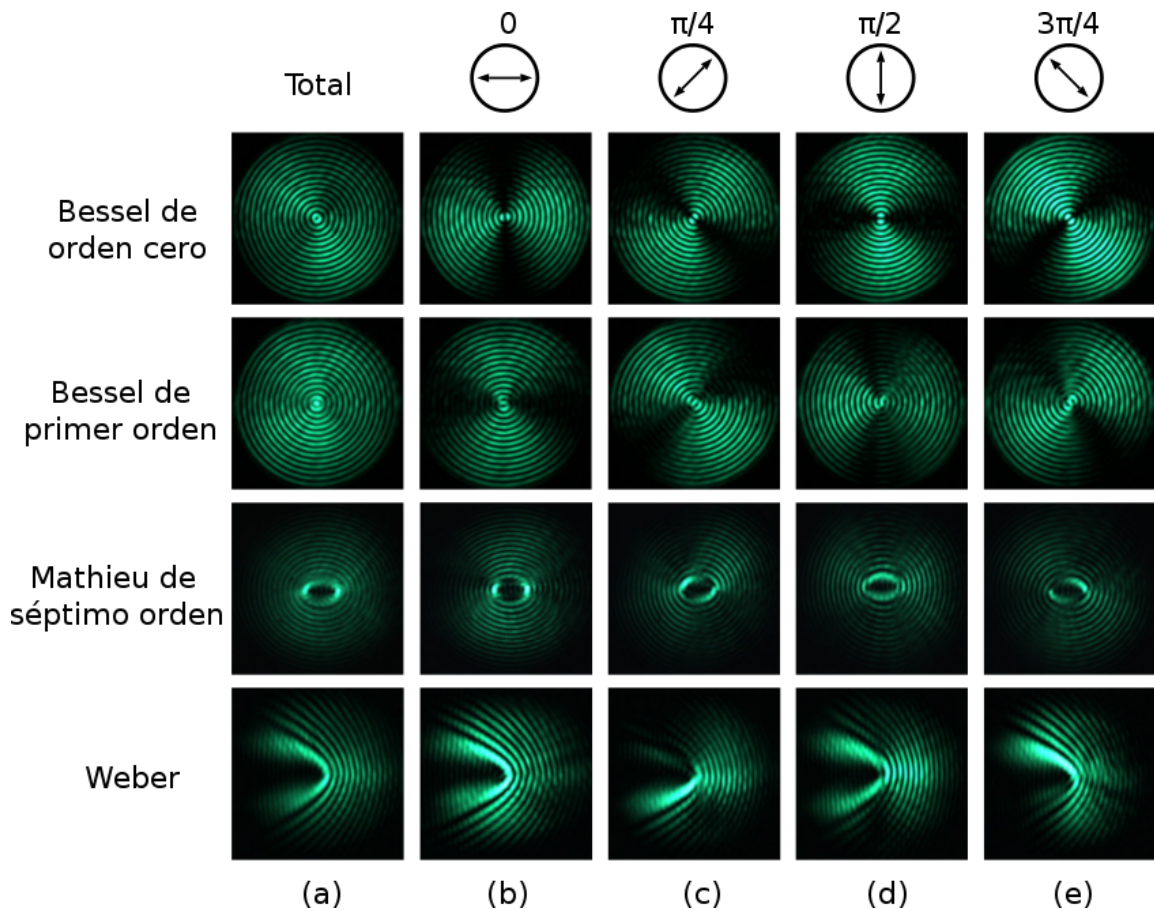 0 π/4 π/2 3π/4
Total
Bessel de
orden cero
Bessel de
primer orden
Mathieu de
séptimo orden
Weber
(a) (b) (c) (d) (e)